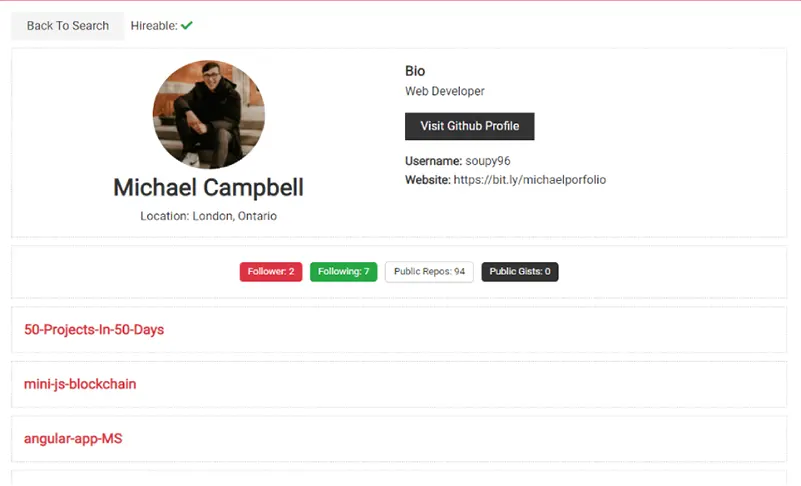 Back To Search Hireable:
Michael Campbell
Location: London, Ontario
Bio
Web Developer
Visit Github Profile
Username: soupy96
Website: https://bit.ly/michaelporfolio
Follower: 2 Following: 7 Public Repos: 94 Public Gists: 0
50-Projects-In-50-Days
mini-js-blockchain
angular-app-MS